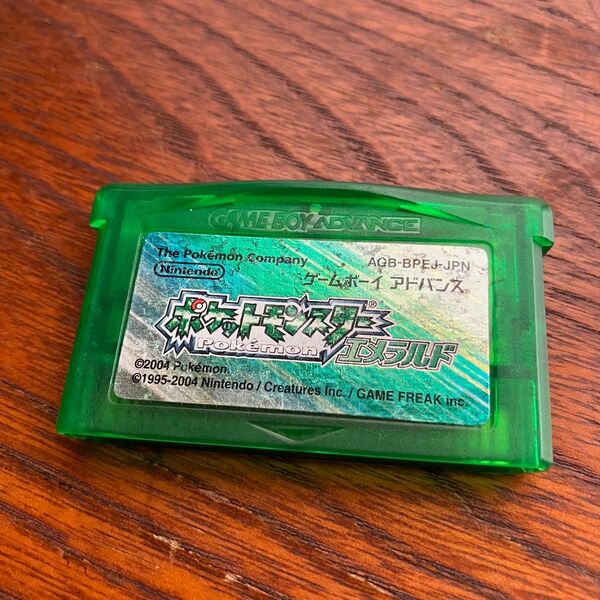 GAME BOY ADVANCE
The Pokémon Company AGB-BPEJ-JPN
Nintendo ゲームボーイ アドバンス
ポケットモンスター®
Pokémon エメラルド
©2004 Pokémon
©1995-2004 Nintendo / Creatures inc. / GAME FREAK inc.